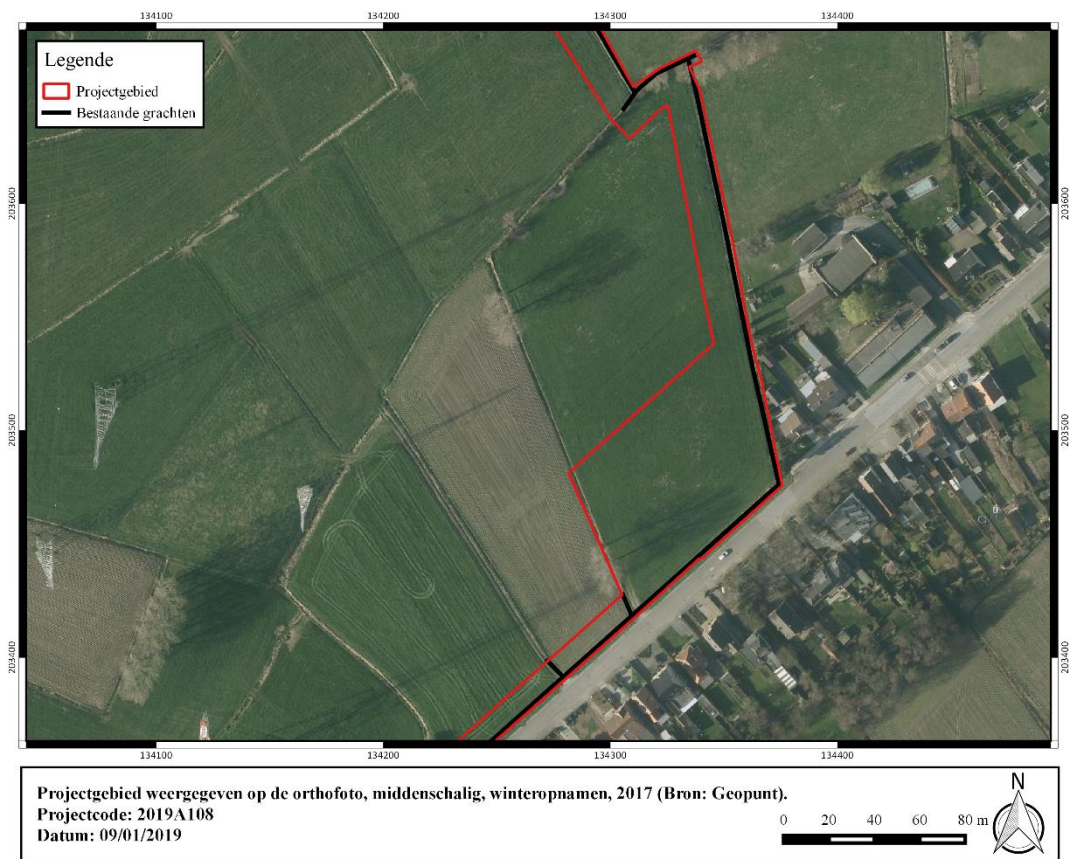 134100 134200 134300 134400
Legende
Projectgebied
Bestaande grachten
203600 203600
203500 203500
203400 203400
134100 134200 134300 134400
Projectgebied weergegeven op de orthofoto, middenschalig, winteropnamen, 2017 (Bron: Geopunt).
Projectcode: 2019A108
Datum: 09/01/2019
0 20 40 60 80 m
N